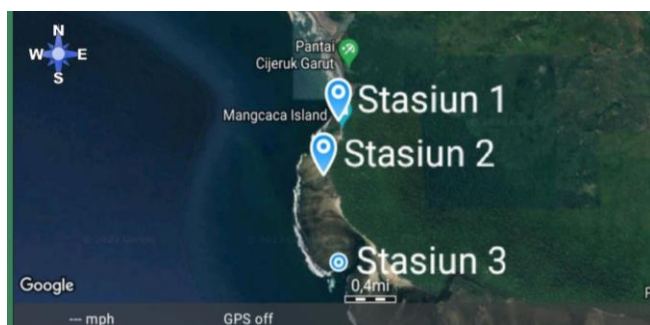 N
W E
S
Pantai
Cijeruk Garut
Stasiun 1
Mangcaca Island
Stasiun 2
Stasiun 3
0,4mi
Google
--- mph GPS off